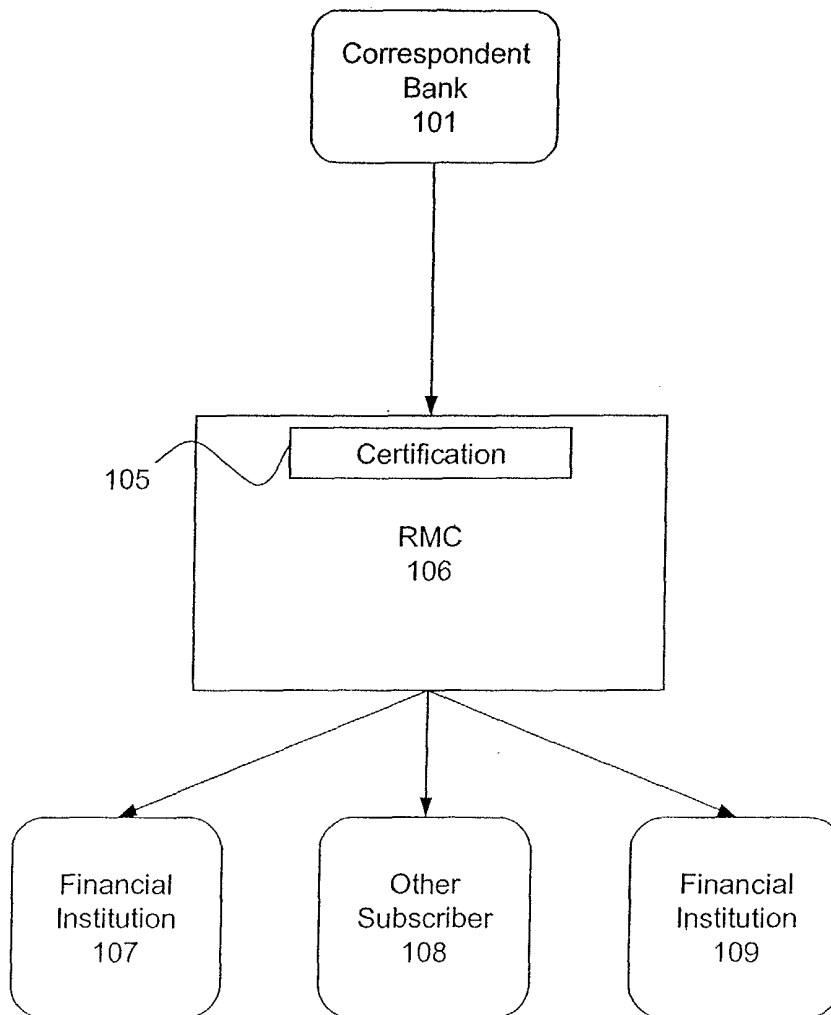 Correspondent
Bank
101
Certification
105
RMC
106
Financial
Institution
107
Other
Subscriber
108
Financial
Institution
109